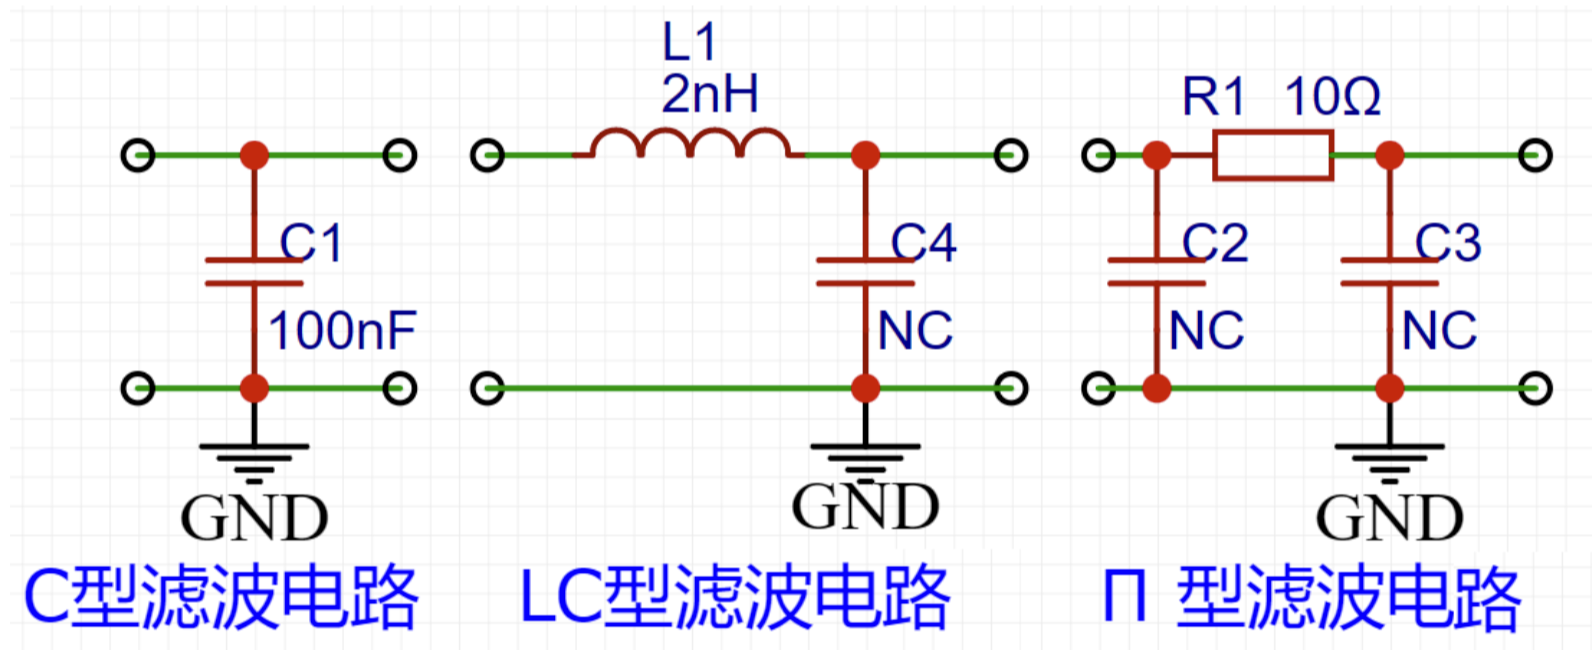 L1
2nH
R1 10Ω
C1
100nF
C4
NC
C2
NC
C3
NC
GND
GND
GND
C型滤波电路
LC型滤波电路
Π 型滤波电路